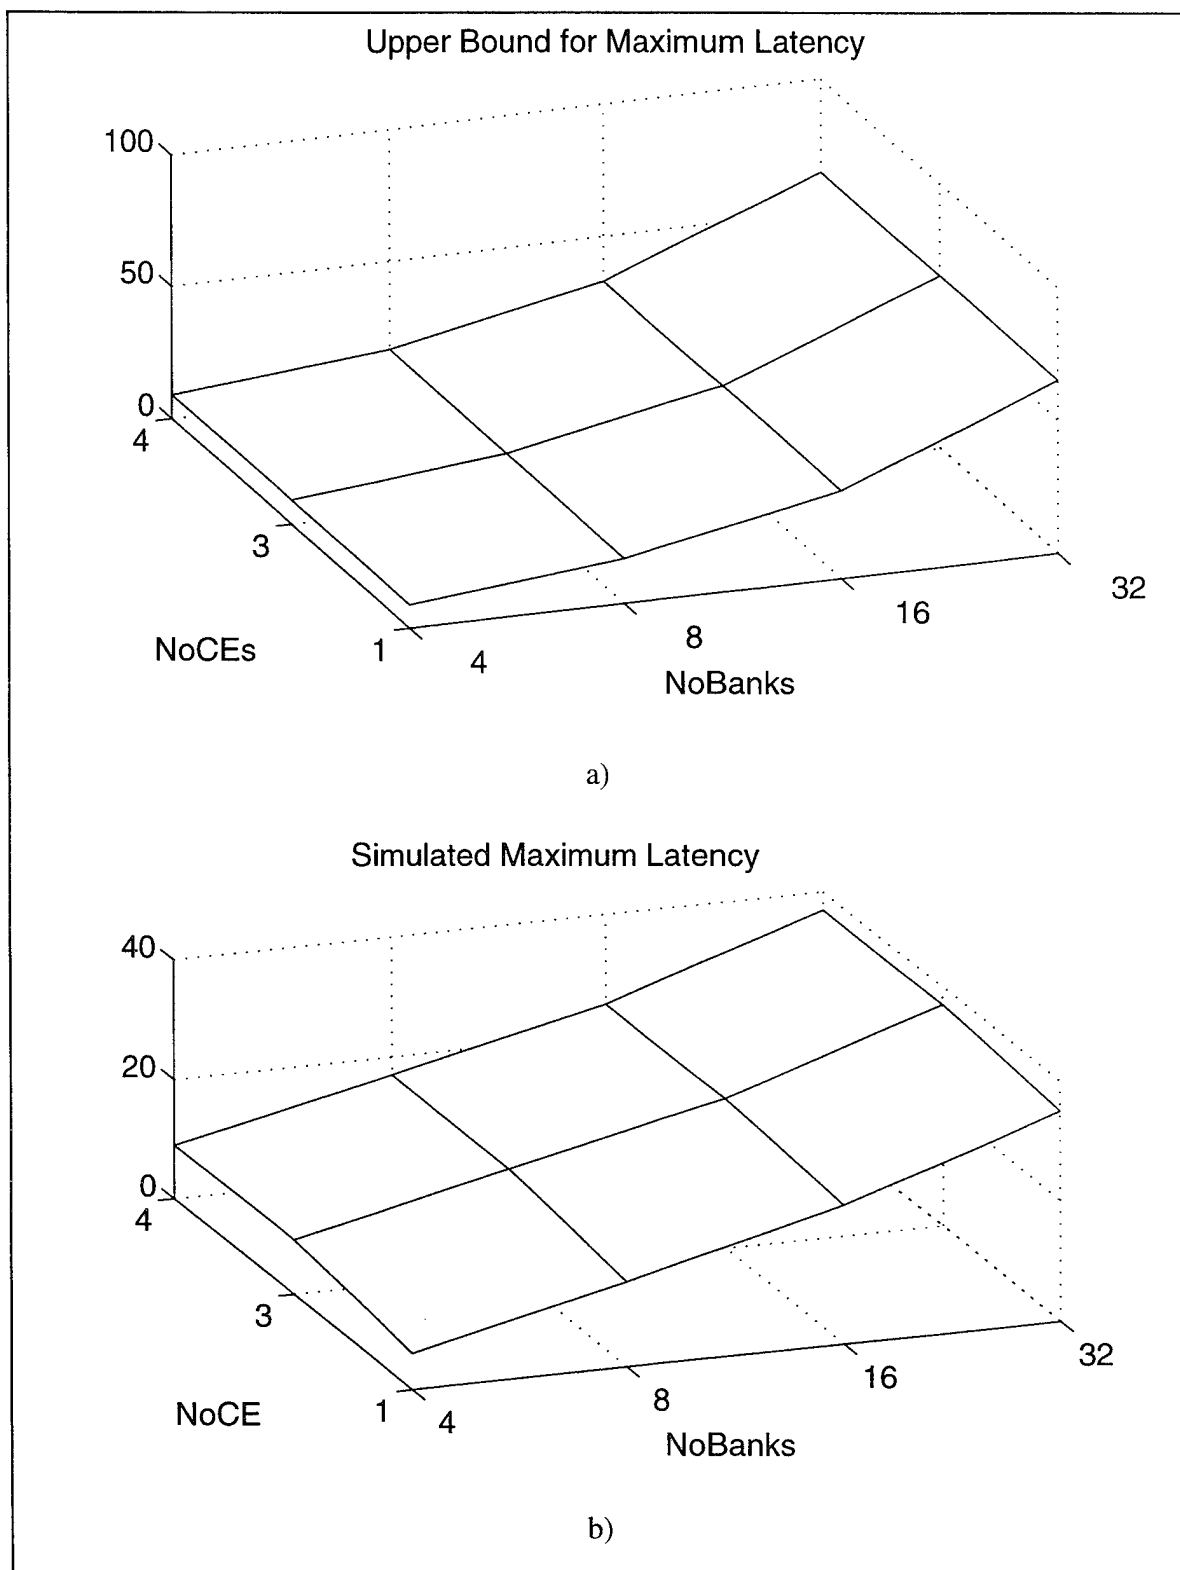 Upper Bound for Maximum Latency
100
50
0
4
3
1
4
8
16
32
NoCEs
NoBanks
a)
Simulated Maximum Latency
40
20
0
4
3
1
4
8
16
32
NoCE
NoBanks
b)